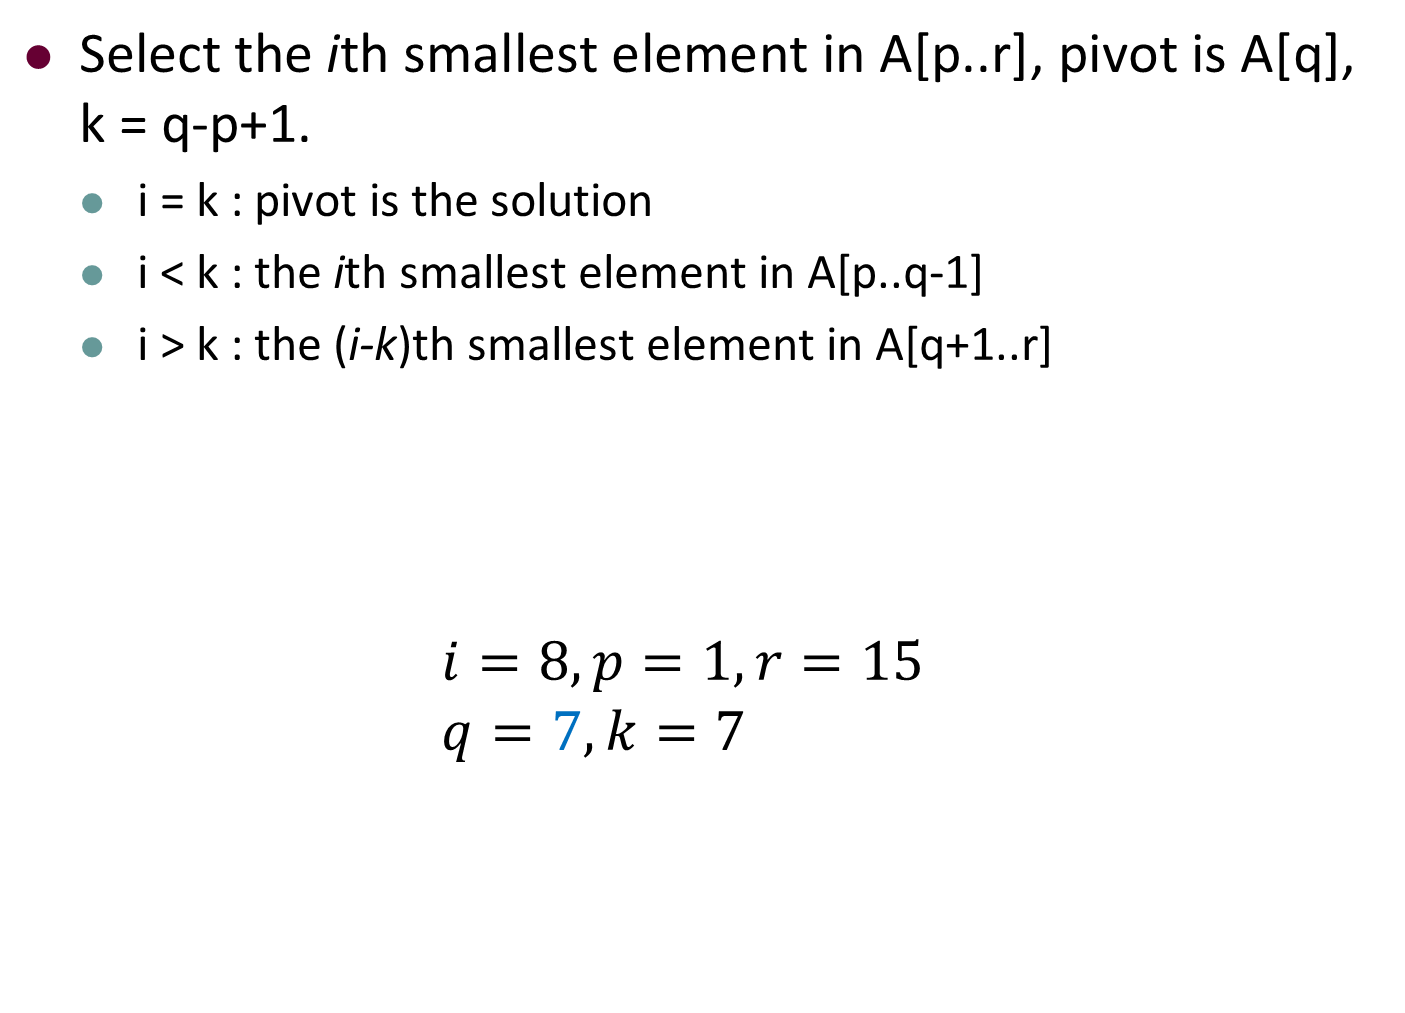 Select the ith smallest element in A[p..r], pivot is A[q],
k = q-p+1.
i = k : pivot is the solution
i < k : the ith smallest element in A[p..q-1]
i > k : the (i-k)th smallest element in A[q+1..r]
i = 8, p = 1, r = 15
q = 7, k = 7